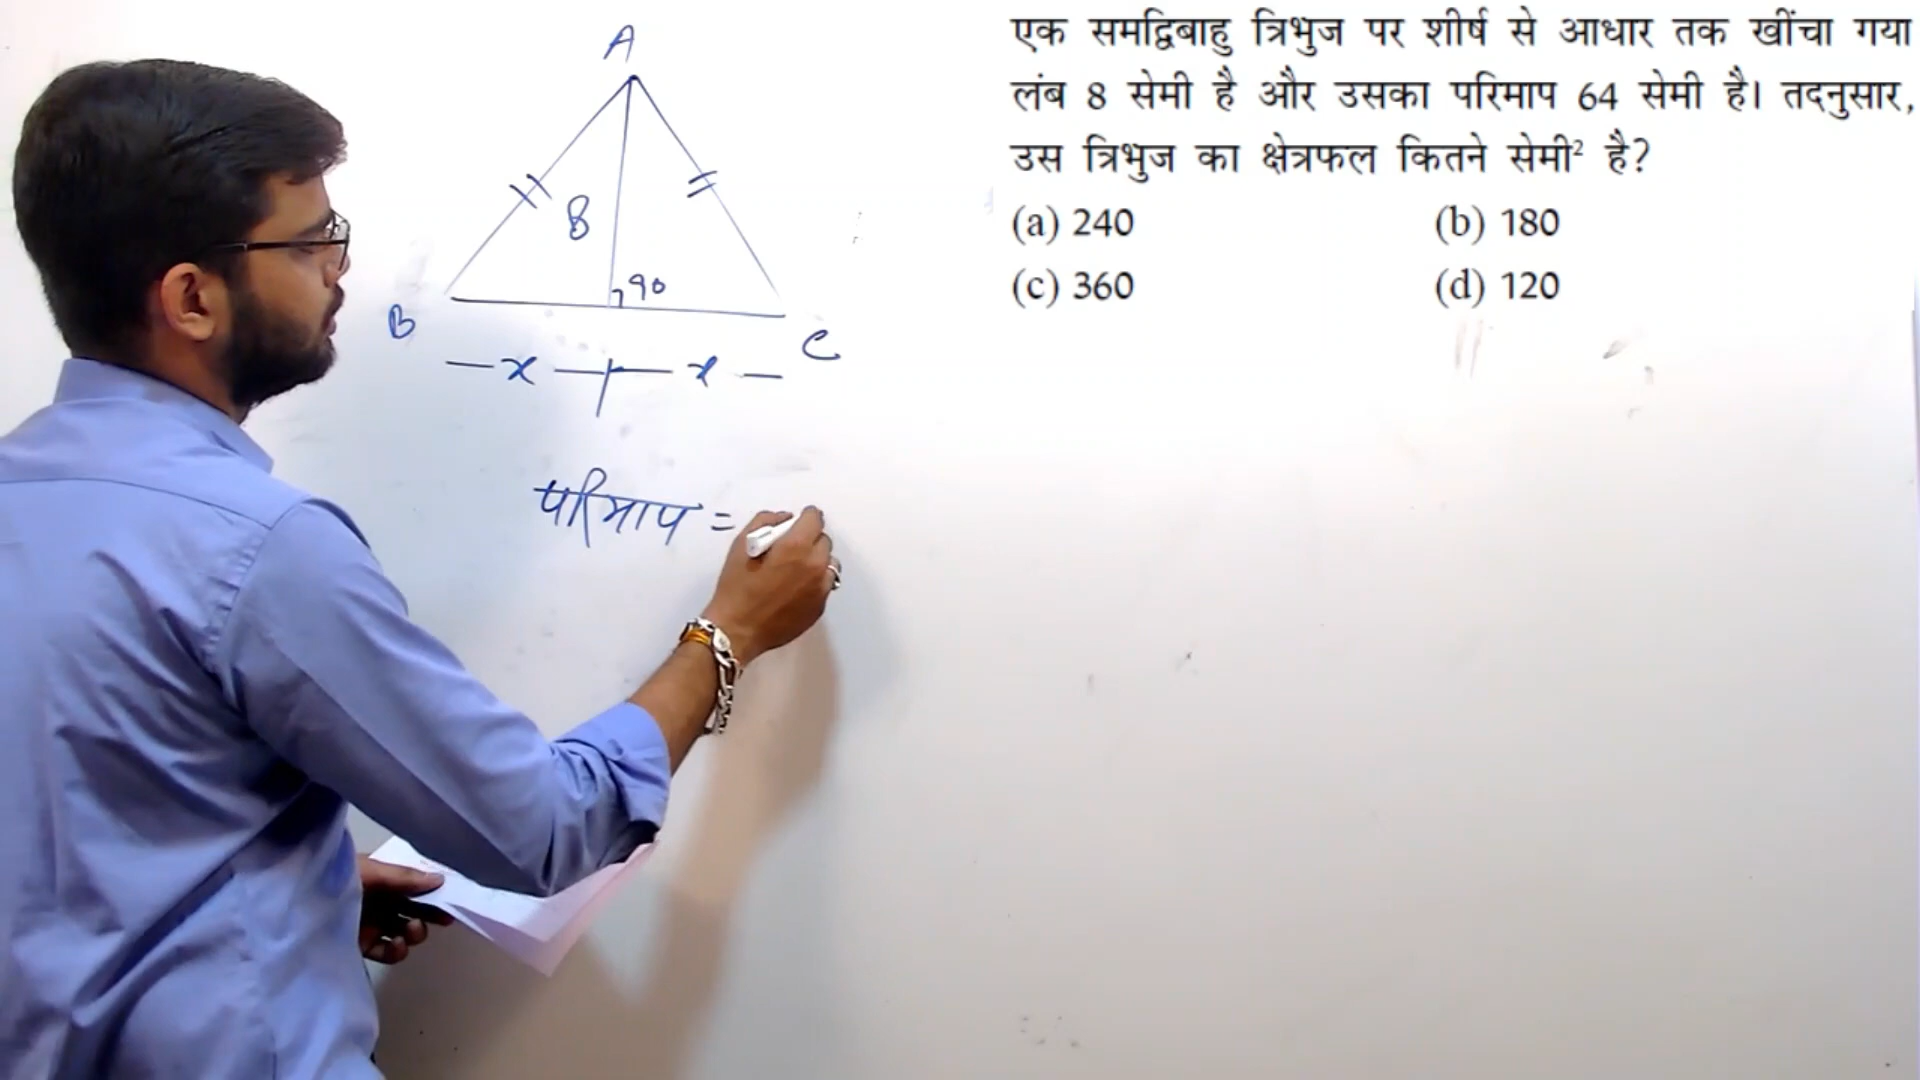 एक समद्विबाहु त्रिभुज पर शीर्ष से आधार तक खींचा गया
लंब 8 सेमी है और उसका परिमाप 64 सेमी है। तदनुसार,
उस त्रिभुज का क्षेत्रफल कितने सेमी² है?
(a) 240 (b) 180
(c) 360 (d) 120
A
8
90
B
C
x x
परिमाप =